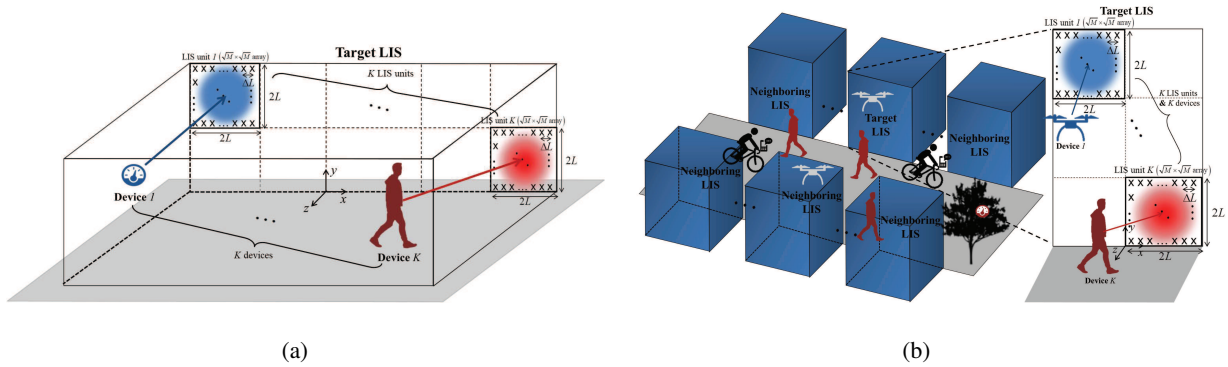 Target LIS
LIS unit 1 (√M × √M array)
X X X ... X X X
X
ΔL
2L
X X X ... X X X
2L
K LIS units
...
LIS unit K (√M × √M array)
X X X ... X X X
X
ΔL
2L
X X X ... X X X
2L
Device 1
y
x
z
...
K devices
Device K
(a)
Target LIS
LIS unit 1 (√M × √M array)
X X X ... X X X
X
ΔL
2L
X X X ... X X X
2L
Device 1
K LIS units
& K devices
LIS unit K (√M × √M array)
X X X ... X X X
X
ΔL
2L
X X X ... X X X
2L
y
x
z
Device K
Neighboring
LIS
Target
LIS
Neighboring
LIS
Neighboring
LIS
Neighboring
LIS
Neighboring
LIS
(b)